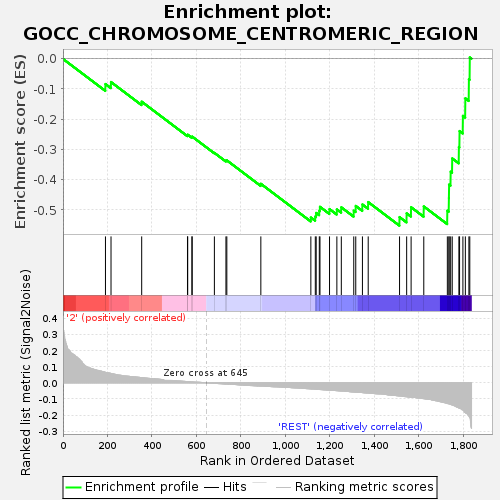 Enrichment plot:
GOCC_CHROMOSOME_CENTROMERIC_REGION
Enrichment score (ES)
0.0
-0.1
-0.2
-0.3
-0.4
-0.5
Ranked list metric (Signal2Noise)
'2' (positively correlated)
0.4
0.3
0.2
0.1
0.0
-0.1
-0.2
-0.3
Zero cross at 645
'REST' (negatively correlated)
0 200 400 600 800 1,000 1,200 1,400 1,600 1,800
Rank in Ordered Dataset
Enrichment profile Hits Ranking metric scores